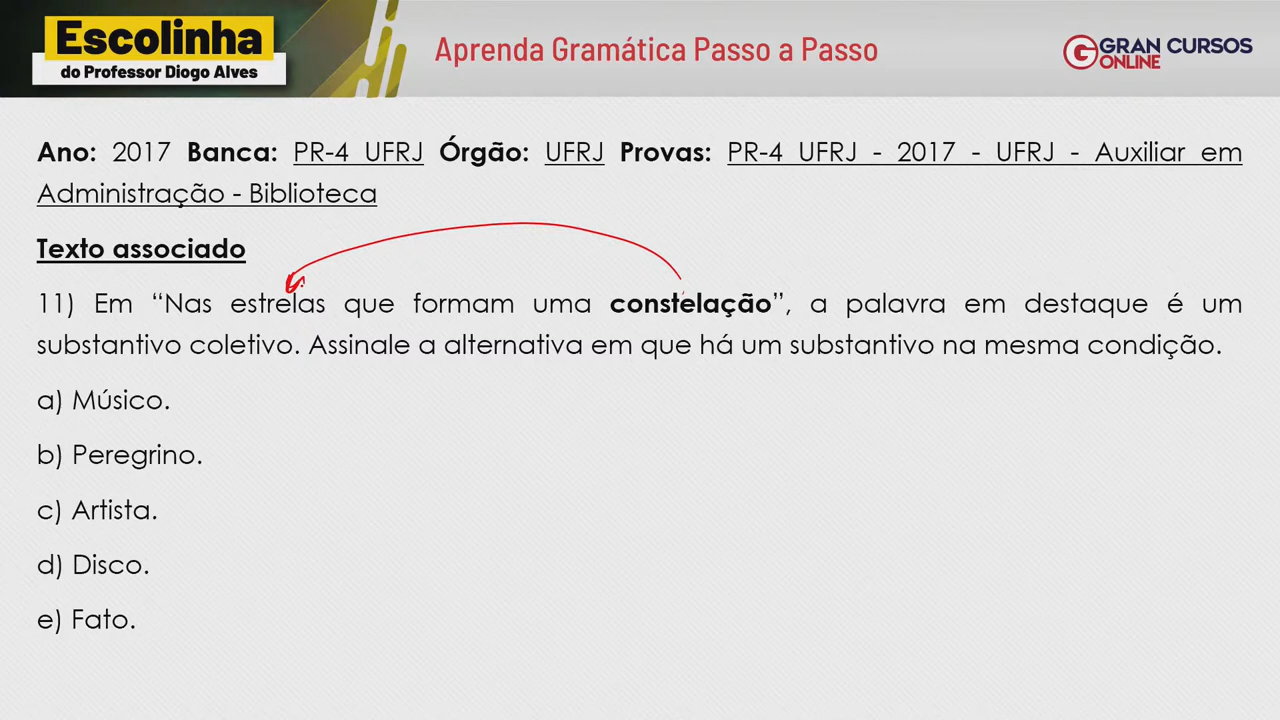 Escolinha
do Professor Diogo Alves
Aprenda Gramática Passo a Passo
GRAN CURSOS
ONLINE
Ano: 2017 Banca: PR-4 UFRJ Órgão: UFRJ Provas: PR-4 UFRJ - 2017 - UFRJ - Auxiliar em
Administração - Biblioteca
Texto associado
11) Em “Nas estrelas que formam uma constelação”, a palavra em destaque é um
substantivo coletivo. Assinale a alternativa em que há um substantivo na mesma condição.
a) Músico.
b) Peregrino.
c) Artista.
d) Disco.
e) Fato.